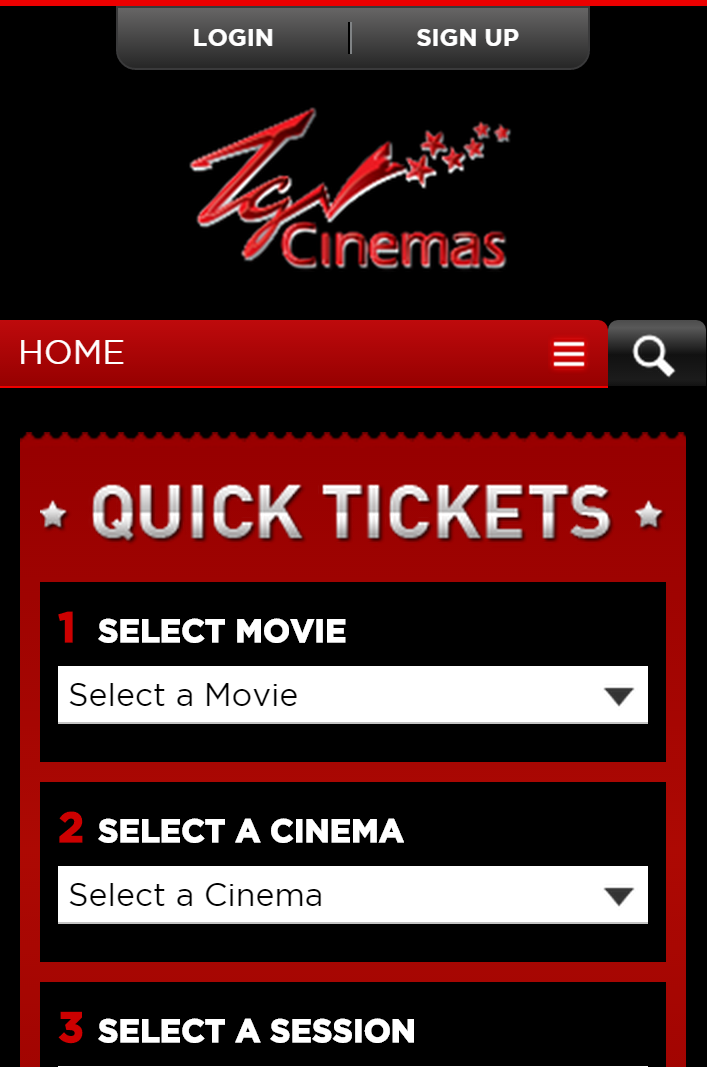 LOGIN
SIGN UP
TGV
Cinemas
HOME
QUICK TICKETS
1 SELECT MOVIE
Select a Movie
2 SELECT A CINEMA
Select a Cinema
3 SELECT A SESSION